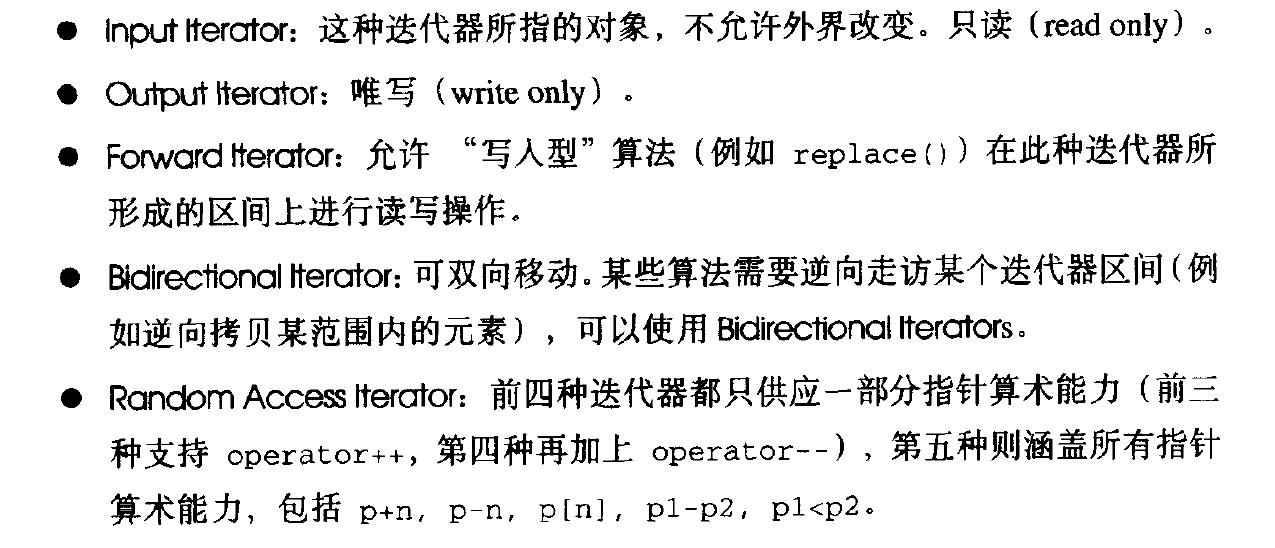 ● Input Iterator：这种迭代器所指的对象，不允许外界改变。只读（read only）。
● Output Iterator：唯写（write only）。
● Forward Iterator：允许 “写入型”算法（例如 replace()）在此种迭代器所
形成的区间上进行读写操作。
● Bidirectional Iterator：可双向移动。某些算法需要逆向走访某个迭代器区间（例
如逆向拷贝某范围内的元素），可以使用 Bidirectional Iterators。
● Random Access Iterator：前四种迭代器都只供应一部分指针算术能力（前三
种支持 operator++，第四种再加上 operator--），第五种则涵盖所有指针
算术能力，包括 p+n, p-n, p[n], p1-p2, p1<p2。